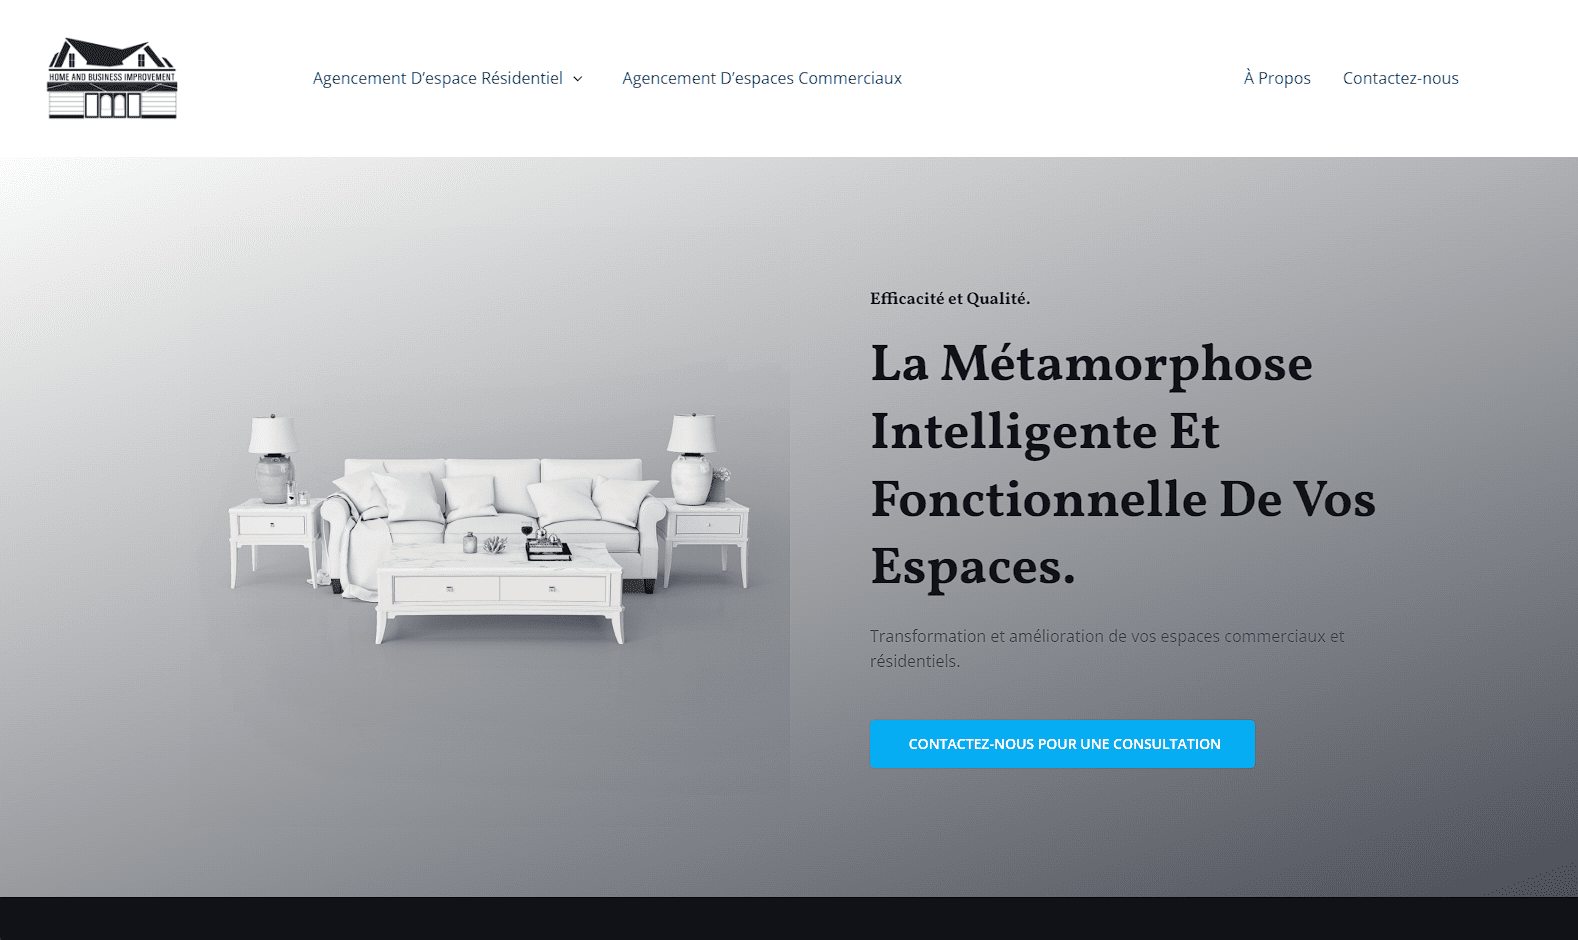 HOME AND BUSINESS IMPROVEMENT
Agencement D’espace Résidentiel
Agencement D’espaces Commerciaux
À Propos
Contactez-nous
Efficacité et Qualité.
La Métamorphose
Intelligente Et
Fonctionnelle De Vos
Espaces.
Transformation et amélioration de vos espaces commerciaux et
résidentiels.
CONTACTEZ-NOUS POUR UNE CONSULTATION